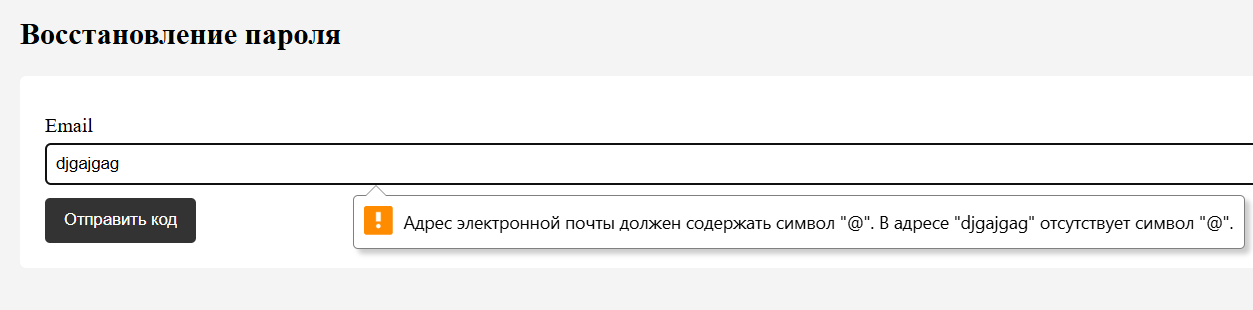 Восстановление пароля
Email
djgajgag
Отправить код
Адрес электронной почты должен содержать символ "@". В адресе "djgajgag" отсутствует символ "@".